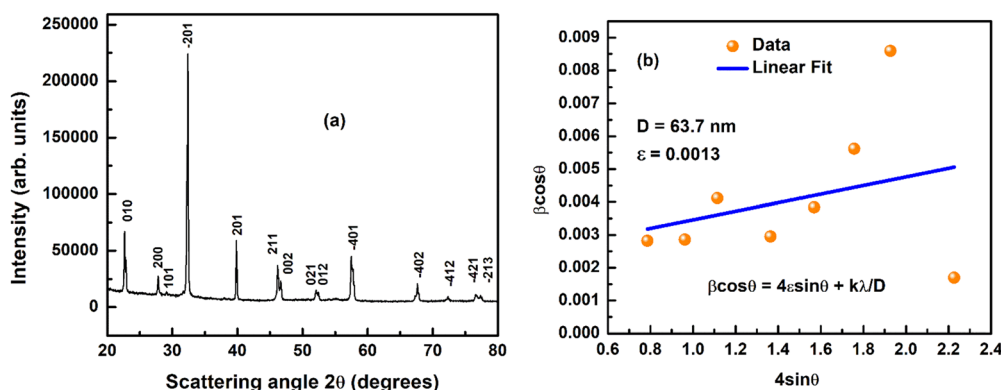 (a)
Intensity (arb. units)
250000
200000
150000
100000
50000
0
010
200
101
-201
201
211
002
021
012
-401
-402
-412
-421
-213
20 30 40 50 60 70 80
Scattering angle 2θ (degrees)
(b)
Data
Linear Fit
D = 63.7 nm
ε = 0.0013
βcosθ = 4εsinθ + kλ/D
βcosθ
0.009
0.008
0.007
0.006
0.005
0.004
0.003
0.002
0.001
0.000
0.6 0.8 1.0 1.2 1.4 1.6 1.8 2.0 2.2 2.4
4sinθ